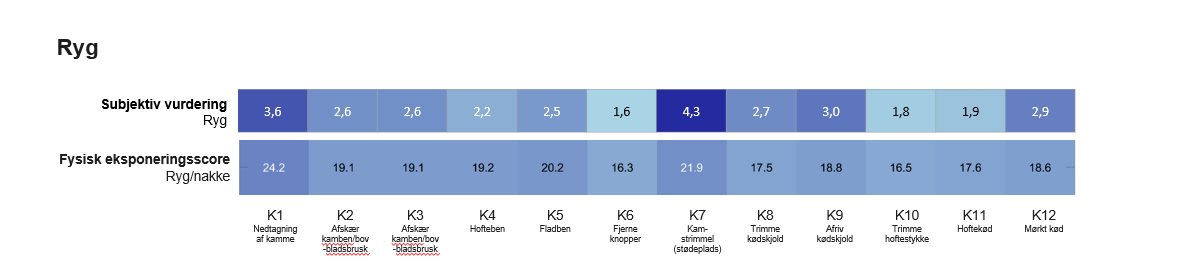 Ryg
Subjektiv vurdering
Ryg
3,6 2,6 2,6 2,2 2,5 1,6 4,3 2,7 3,0 1,8 1,9 2,9
Fysisk eksponeringsscore
Ryg/nakke
24.2 19.1 19.1 19.2 20.2 16.3 21.9 17.5 18.8 16.5 17.6 18.6
K1 K2 K3 K4 K5 K6 K7 K8 K9 K10 K11 K12
Nedtagning Afskær Afskær Hofteben Fladben Fjerne Kam- Trimme Afriv Trimme Hoftekød Mørkt kød
af kamme kamben/bov kamben/bov knopper strimmel kødskjold kødskjold hoftestykke
-bladsbrusk -bladsbrusk (stødeplads)